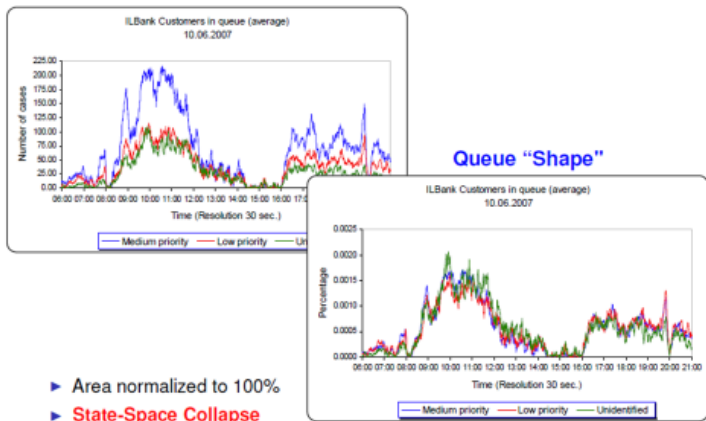 ILBank Customers in queue (average)
10.06.2007
Number of cases
225.00
200.00
175.00
150.00
125.00
100.00
75.00
50.00
25.00
0.00
06:00 07:00 08:00 09:00 10:00 11:00 12:00 13:00 14:00 15:00 16:00
Time (Resolution 30 sec.)
Medium priority Low priority
Queue "Shape"
ILBank Customers in queue (average)
10.06.2007
Percentage
0.0025
0.0020
0.0015
0.0010
0.0005
0.0000
06:00 07:00 08:00 09:00 10:00 11:00 12:00 13:00 14:00 15:00 16:00 17:00 18:00 19:00 20:00 21:00
Time (Resolution 30 sec.)
Medium priority Low priority Unidentified
► Area normalized to 100%
► State-Space Collapse